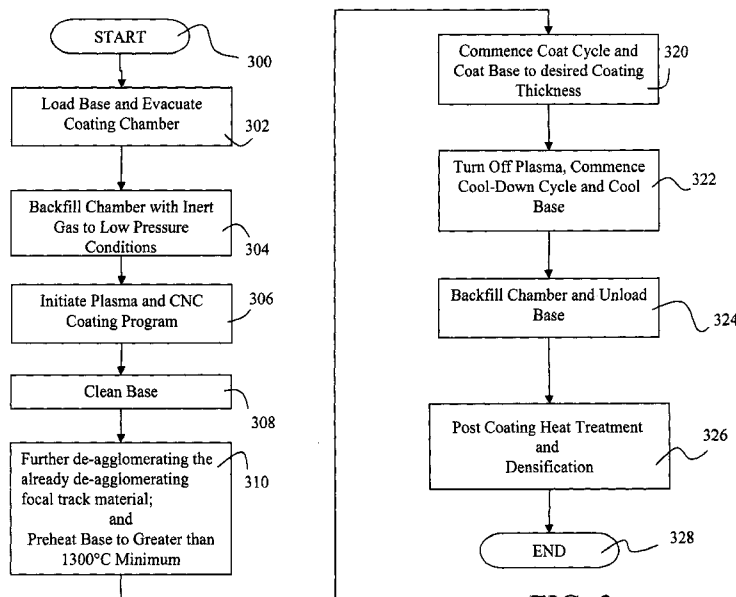 START
300
Load Base and Evacuate
Coating Chamber
302
Backfill Chamber with Inert
Gas to Low Pressure
Conditions
304
Initiate Plasma and CNC
Coating Program
306
Clean Base
308
Further de-agglomerating the
already de-agglomerating
focal track material;
and
Preheat Base to Greater than
1300°C Minimum
310
Commence Coat Cycle and
Coat Base to desired Coating
Thickness
320
Turn Off Plasma, Commence
Cool-Down Cycle and Cool
Base
322
Backfill Chamber and Unload
Base
324
Post Coating Heat Treatment
and
Densification
326
END
328